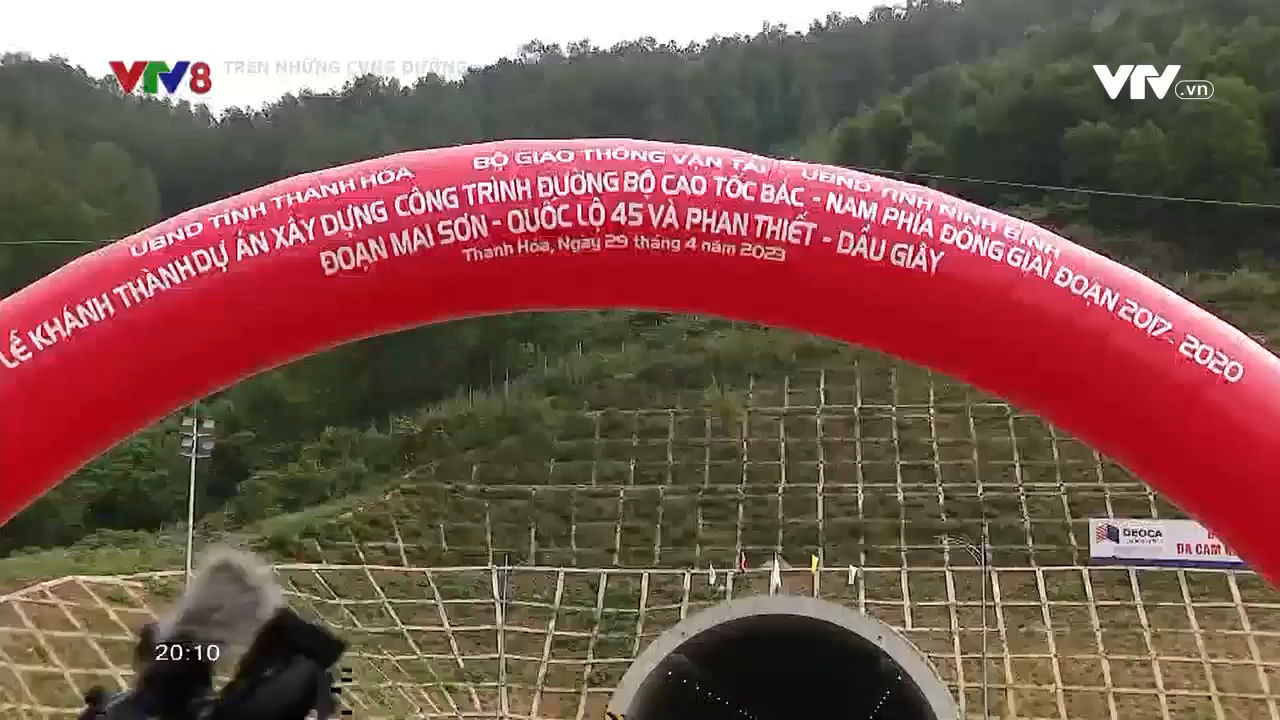 VTV8 TRÊN NHỮNG CUNG ĐƯỜNG
VTV.vn
UBND TỈNH THANH HÓA BỘ GIAO THÔNG VẬN TẢI UBND TỈNH NINH BÌNH
LỄ KHÁNH THÀNH DỰ ÁN XÂY DỰNG CÔNG TRÌNH ĐƯỜNG BỘ CAO TỐC BẮC - NAM PHÍA ĐÔNG GIAI ĐOẠN 2017- 2020
ĐOẠN MAI SƠN - QUỐC LỘ 45 VÀ PHAN THIẾT - DẦU GIÂY
Thanh Hóa, Ngày 29 tháng 4 năm 2023
DEOCA
ĐA CAM
20:10